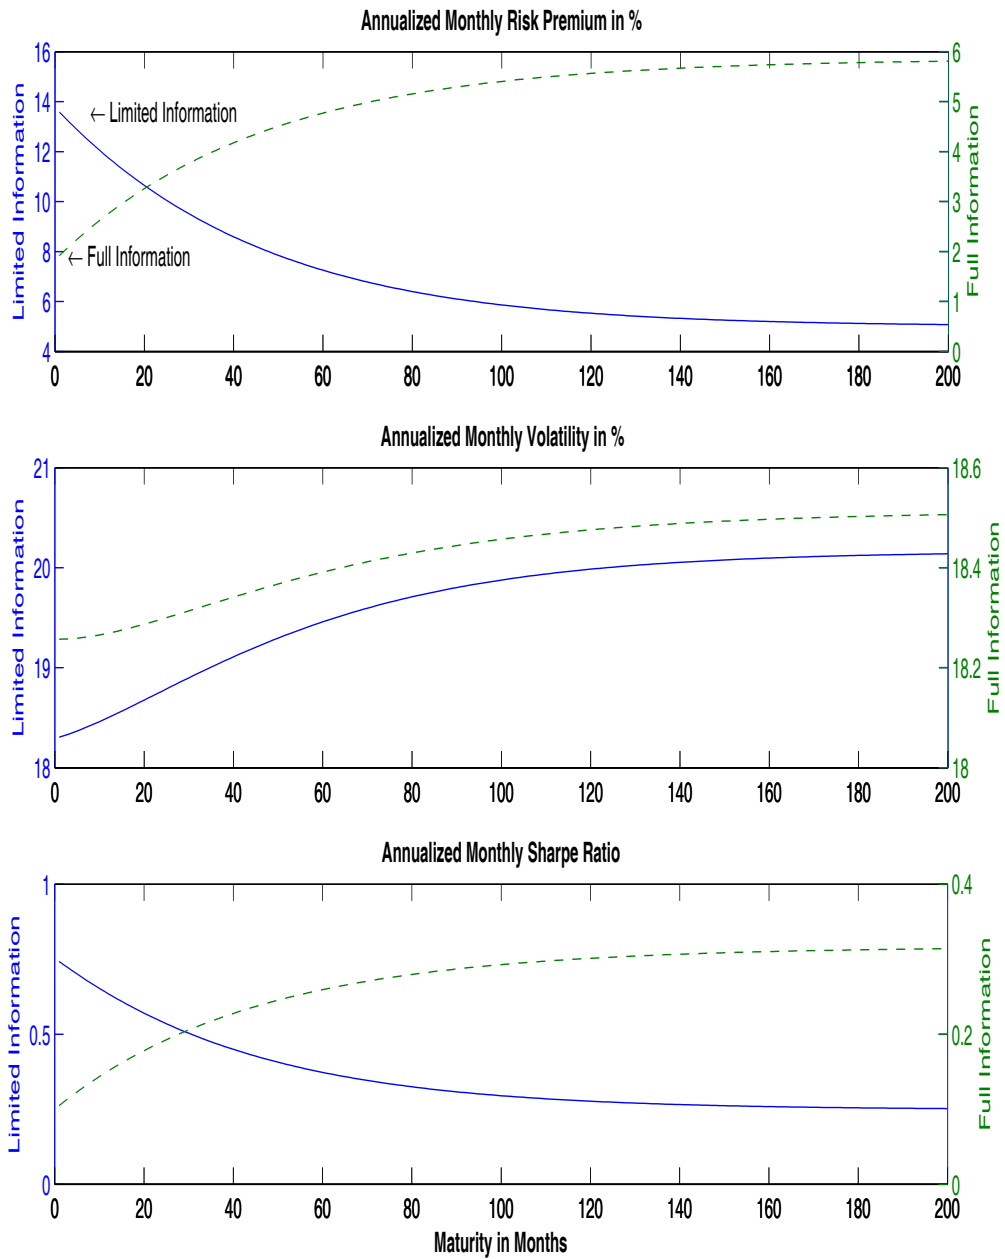 Annualized Monthly Risk Premium in %
16
14
12
10
8
6
4
Limited Information
← Limited Information
← Full Information
6
5
4
3
2
1
0
Full Information
0 20 40 60 80 100 120 140 160 180 200
Annualized Monthly Volatility in %
21
20
19
18
Limited Information
18.6
18.4
18.2
18
Full Information
0 20 40 60 80 100 120 140 160 180 200
Annualized Monthly Sharpe Ratio
1
0.5
0
Limited Information
0.4
0.2
0
Full Information
0 20 40 60 80 100 120 140 160 180 200
Maturity in Months